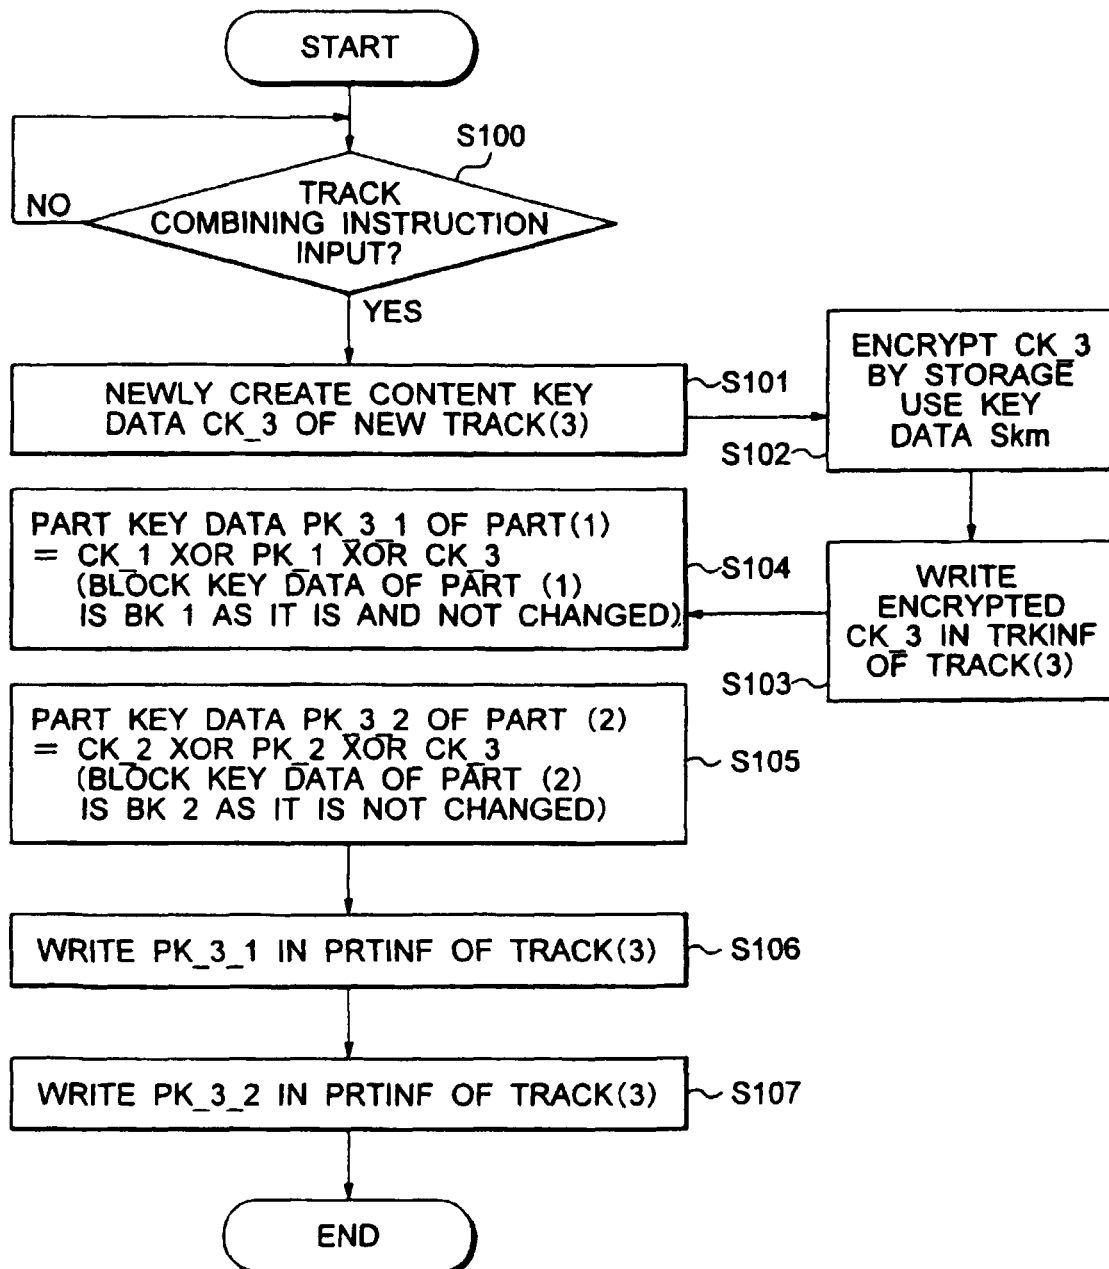 START
S100
TRACK
COMBINING INSTRUCTION
INPUT?
NO
YES
NEWLY CREATE CONTENT KEY
DATA CK_3 OF NEW TRACK(3)
S101
ENCRYPT CK_3
BY STORAGE
USE KEY
DATA Skm
S102
WRITE
ENCRYPTED
CK_3 IN TRKINF
OF TRACK(3)
S103
PART KEY DATA PK_3_1 OF PART(1)
= CK_1 XOR PK_1 XOR CK_3
(BLOCK KEY DATA OF PART (1)
IS BK 1 AS IT IS AND NOT CHANGED)
S104
PART KEY DATA PK_3_2 OF PART (2)
= CK_2 XOR PK_2 XOR CK_3
(BLOCK KEY DATA OF PART (2)
IS BK 2 AS IT IS NOT CHANGED)
S105
WRITE PK_3_1 IN PRTINF OF TRACK(3)
S106
WRITE PK_3_2 IN PRTINF OF TRACK(3)
S107
END